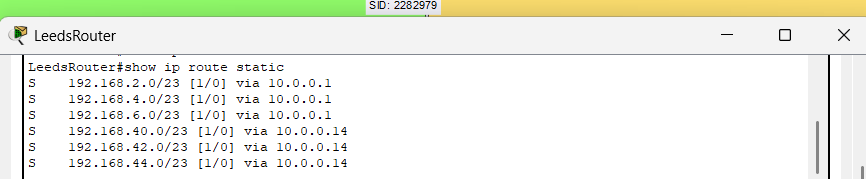 SID: 2282979
LeedsRouter
LeedsRouter#show ip route static
S    192.168.2.0/23 [1/0] via 10.0.0.1
S    192.168.4.0/23 [1/0] via 10.0.0.1
S    192.168.6.0/23 [1/0] via 10.0.0.1
S    192.168.40.0/23 [1/0] via 10.0.0.14
S    192.168.42.0/23 [1/0] via 10.0.0.14
S    192.168.44.0/23 [1/0] via 10.0.0.14